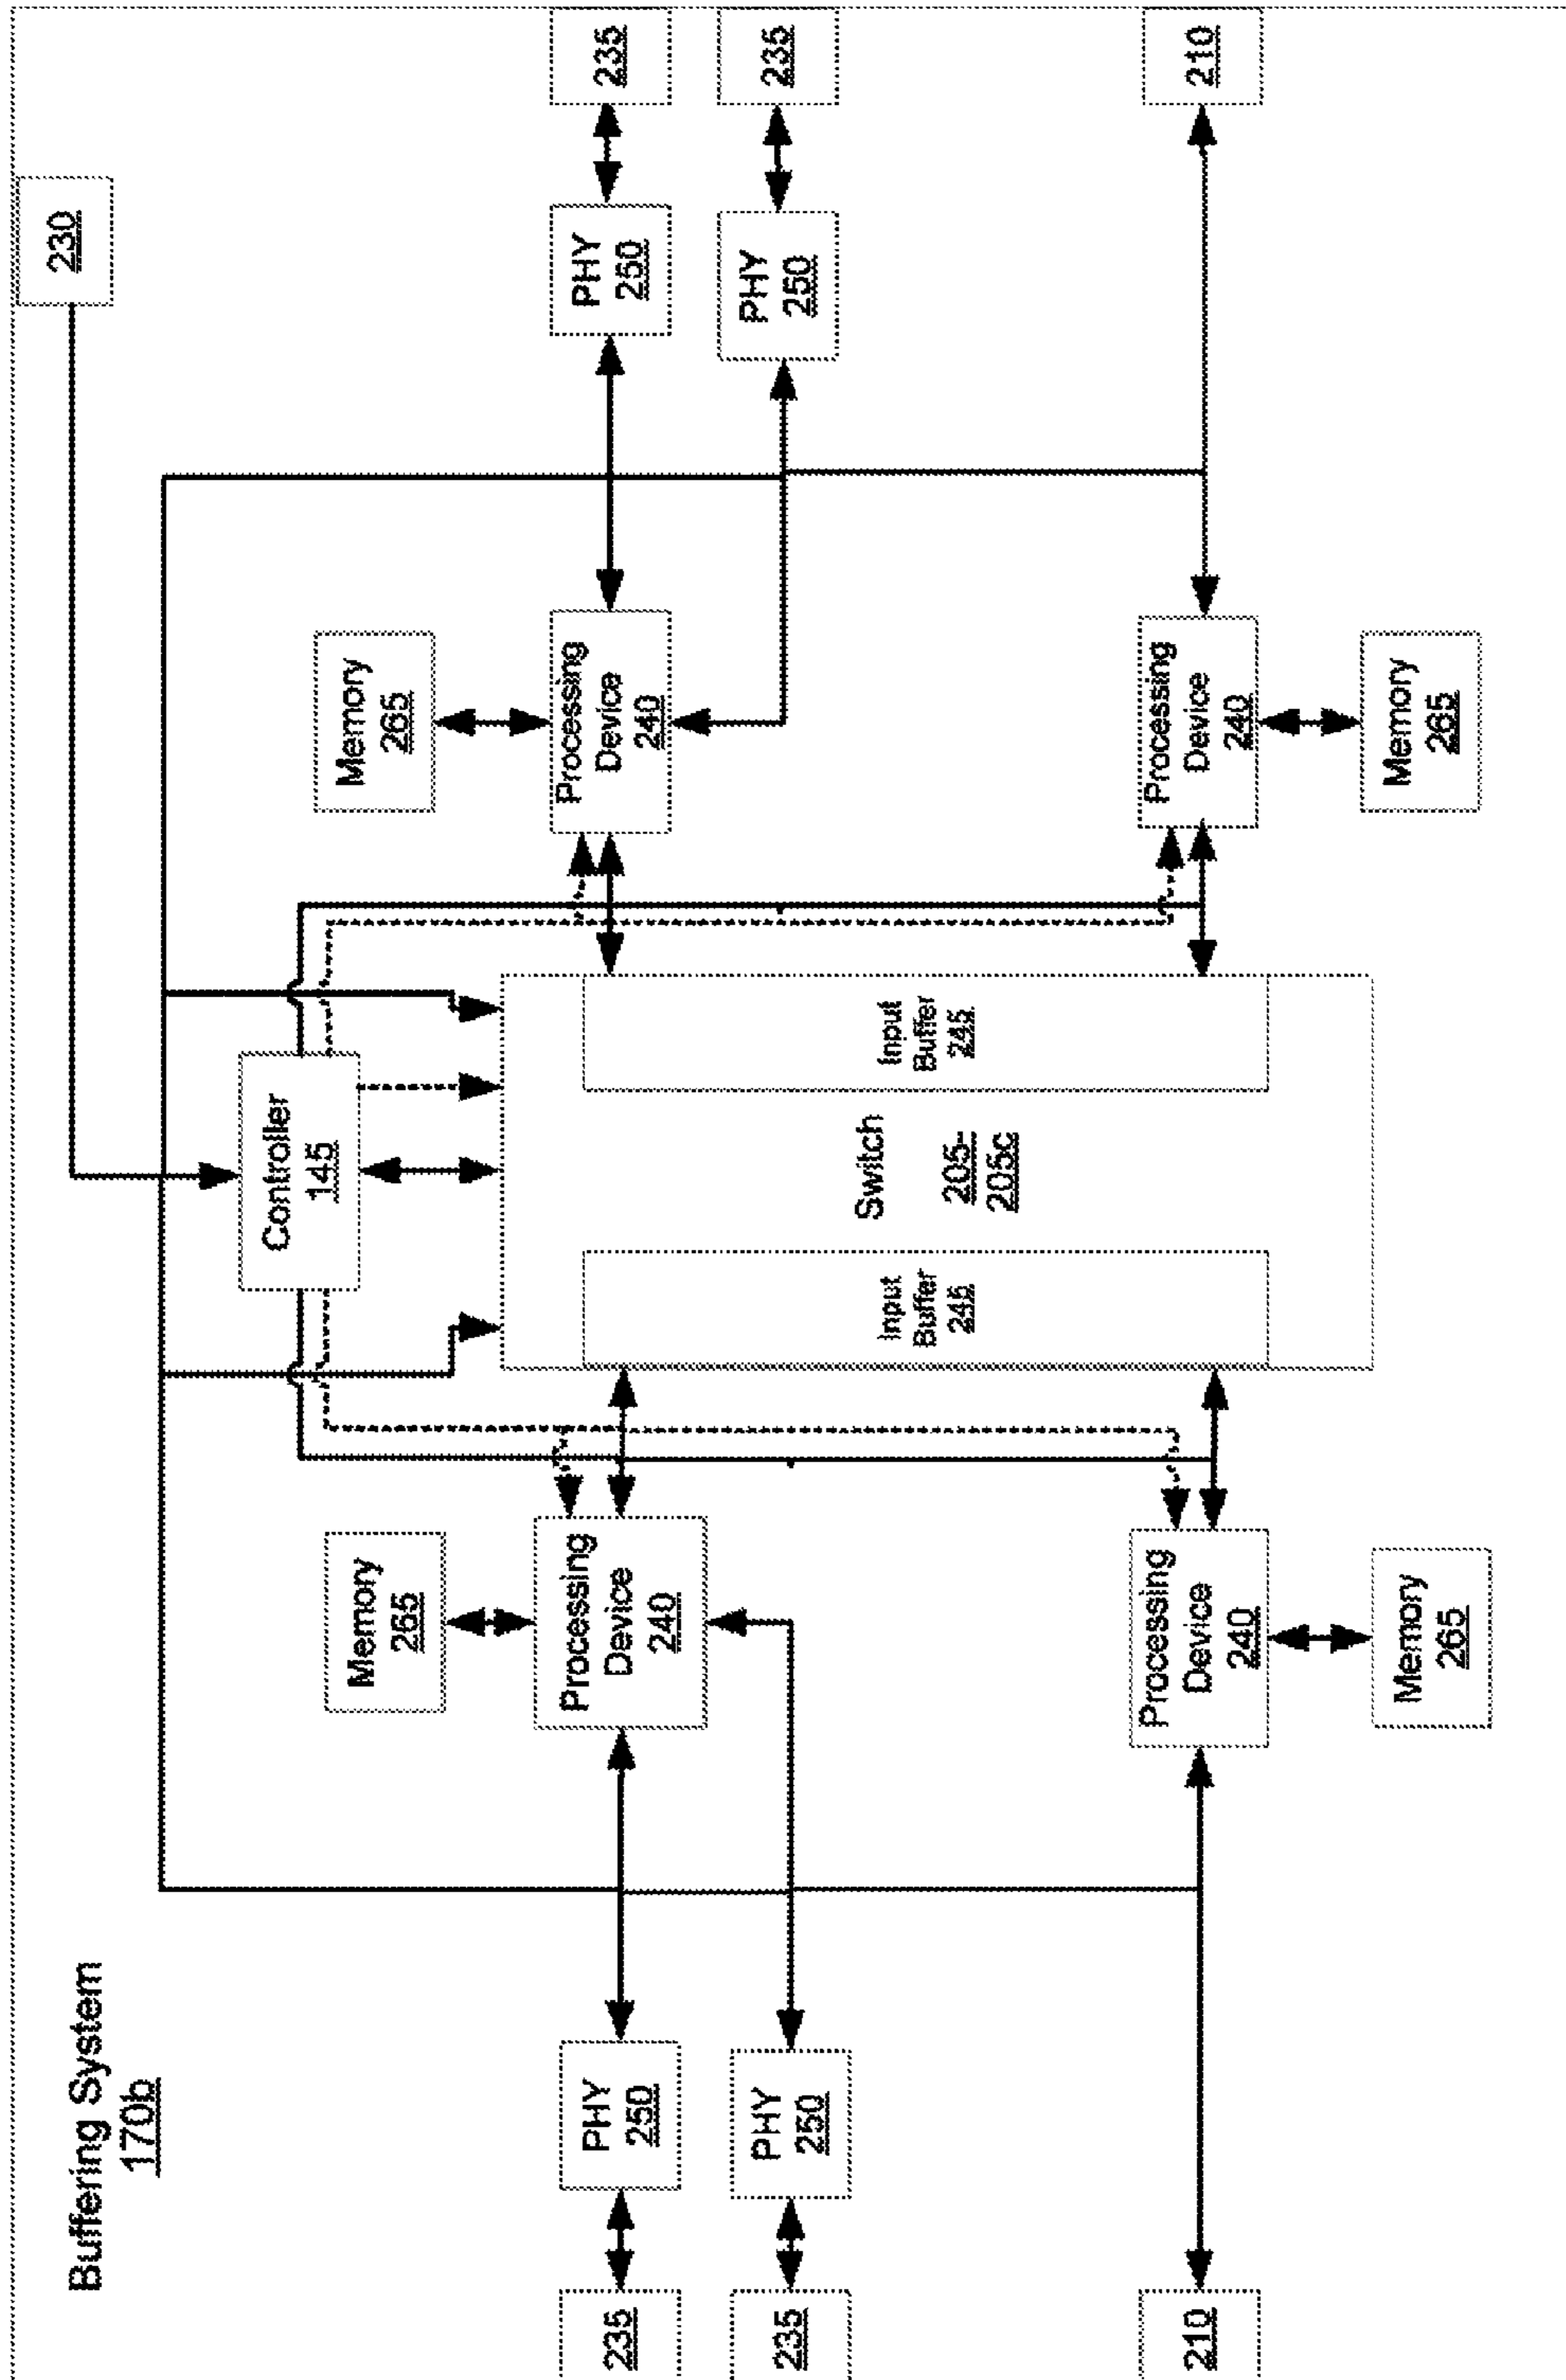 Buffering System
170b
230
Controller
145
Memory
265
Memory
265
235
PHY
250
Processing
Device
240
Processing
Device
240
PHY
250
235
235
PHY
250
PHY
250
235
Input
Buffer
245
Switch
205-
205c
Input
Buffer
245
210
Processing
Device
240
Processing
Device
240
210
Memory
265
Memory
265